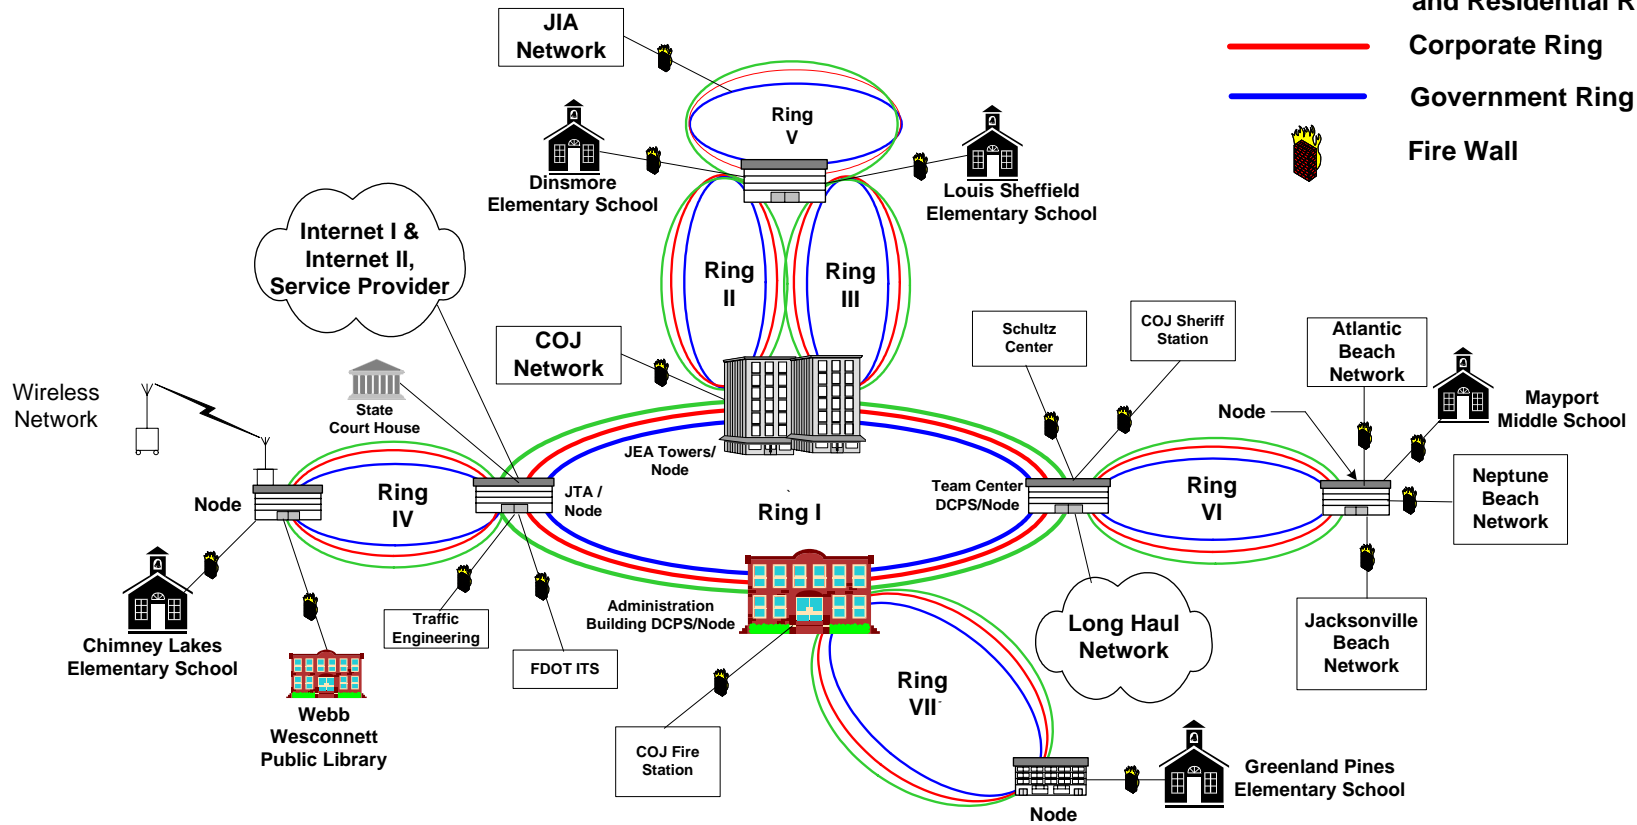 and Residential R
Corporate Ring
Government Ring
Fire Wall
JIA
Network
Ring
V
Dinsmore
Elementary School
Louis Sheffield
Elementary School
Internet I &
Internet II,
Service Provider
Ring
II
Ring
III
COJ
Network
Schultz
Center
COJ Sheriff
Station
Atlantic
Beach
Network
Wireless
Network
State
Court House
Node
Mayport
Middle School
JEA Towers/
Node
Node
Ring
IV
JTA /
Node
Ring I
Team Center
DCPS/Node
Ring
VI
Neptune
Beach
Network
Chimney Lakes
Elementary School
Traffic
Engineering
FDOT ITS
Administration
Building DCPS/Node
Long Haul
Network
Jacksonville
Beach
Network
Webb
Wesconnett
Public Library
Ring
VII
COJ Fire
Station
Greenland Pines
Elementary School
Node